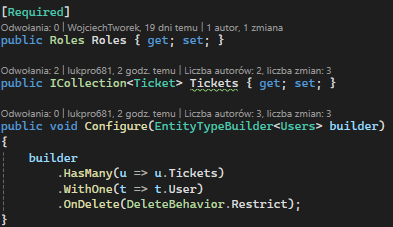 [Required]
Odwołania: 0 | WojciechTworek, 19 dni temu | 1 autor, 1 zmiana
public Roles Roles { get; set; }
Odwołania: 2 | lukpro681, 2 godz. temu | Liczba autorów: 2, liczba zmian: 3
public ICollection<Ticket> Tickets { get; set; }
Odwołania: 0 | lukpro681, 2 godz. temu | Liczba autorów: 3, liczba zmian: 3
public void Configure(EntityTypeBuilder<Users> builder)
{
builder
.HasMany(u => u.Tickets)
.WithOne(t => t.User)
.OnDelete(DeleteBehavior.Restrict);
}